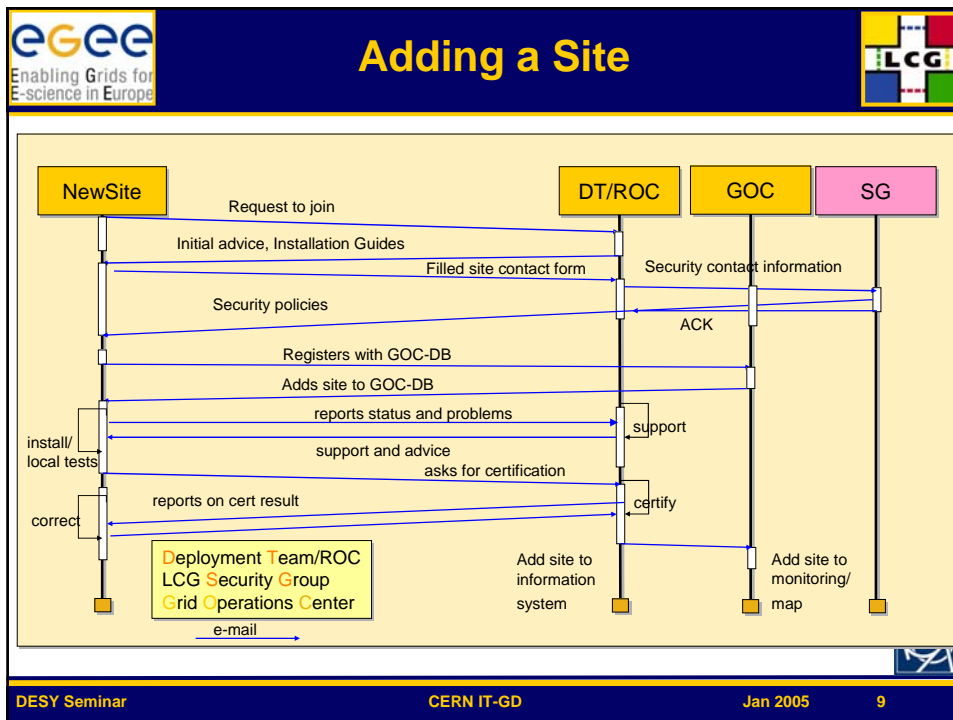 eGee
Enabling Grids for
E-science in Europe
Adding a Site
LCG
NewSite
DT/ROC
GOC
SG
Request to join
Initial advice, Installation Guides
Filled site contact form
Security contact information
Security policies
ACK
Registers with GOC-DB
Adds site to GOC-DB
reports status and problems
support
install/
local tests
support and advice
asks for certification
reports on cert result
certify
correct
Deployment Team/ROC
LCG Security Group
Grid Operations Center
Add site to
information
system
Add site to
monitoring/
map
e-mail
DESY Seminar
CERN IT-GD
Jan 2005
9